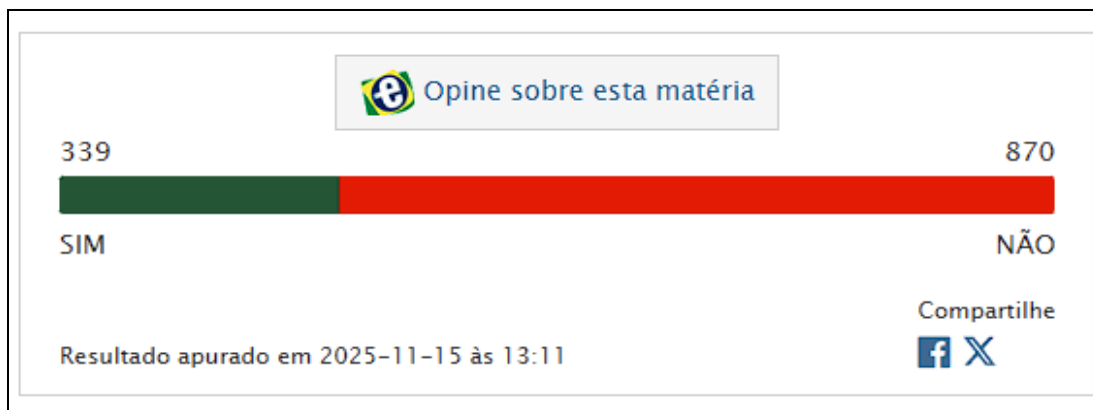 Opine sobre esta matéria
339 870
SIM NÃO
Compartilhe
Resultado apurado em 2025-11-15 às 13:11